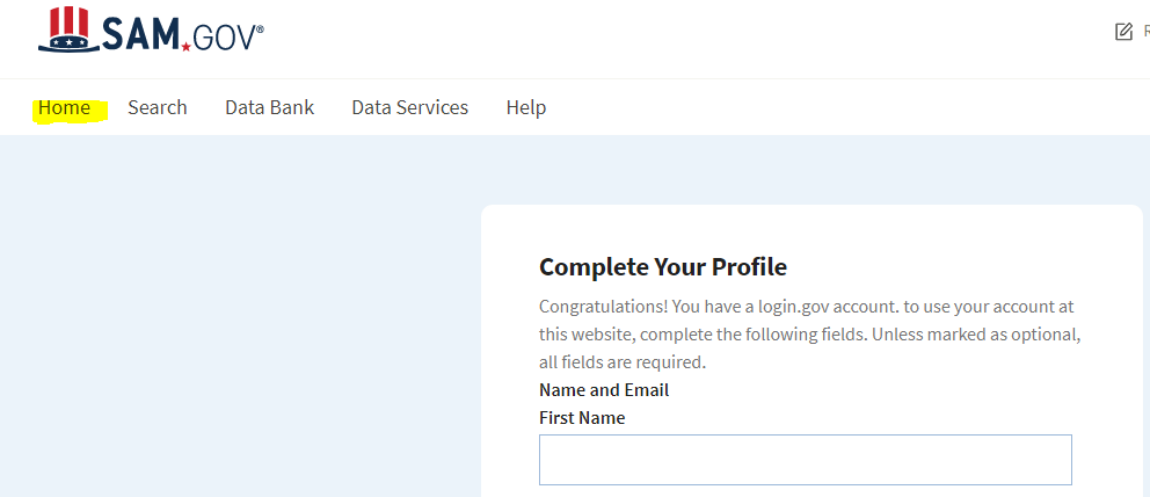 SAM.GOV®
R
Home Search Data Bank Data Services Help
Complete Your Profile
Congratulations! You have a login.gov account. to use your account at
this website, complete the following fields. Unless marked as optional,
all fields are required.
Name and Email
First Name